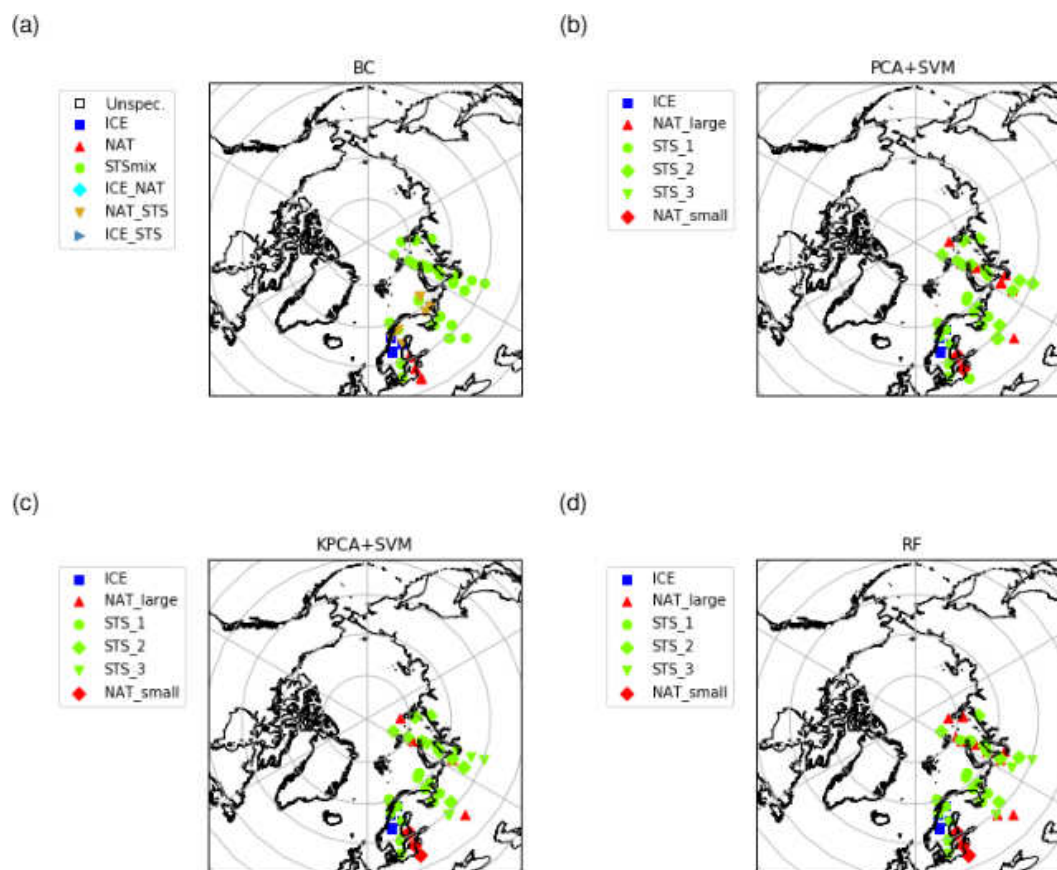 (a)
BC
Unspec.
ICE
NAT
STSmix
ICE_NAT
NAT_STS
ICE_STS
(b)
PCA+SVM
ICE
NAT_large
STS_1
STS_2
STS_3
NAT_small
(c)
KPCA+SVM
ICE
NAT_large
STS_1
STS_2
STS_3
NAT_small
(d)
RF
ICE
NAT_large
STS_1
STS_2
STS_3
NAT_small